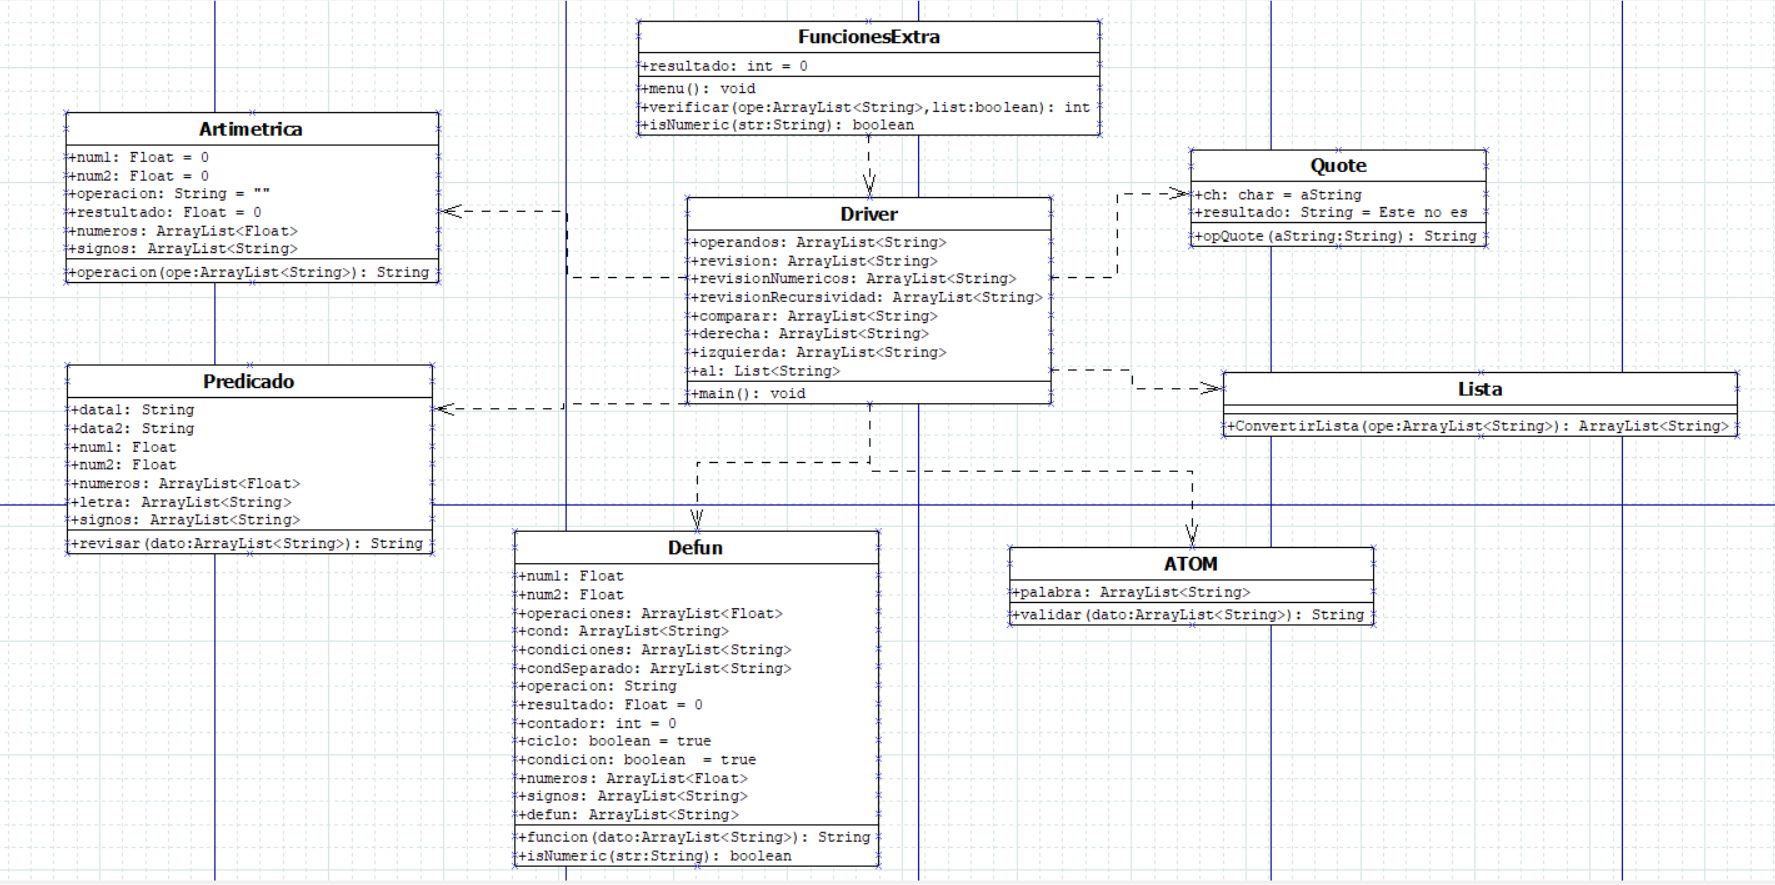 FuncionesExtra
+resultado: int = 0
+menu(): void
+verificar(ope:ArrayList<String>,list:boolean): int
+isNumeric(str:String): boolean
Artimetrica
+num1: Float = 0
+num2: Float = 0
+operacion: String = ""
+restultado: Float = 0
+numeros: ArrayList<Float>
+signos: ArrayList<String>
+operacion(ope:ArrayList<String>): String
Quote
+ch: char = aString
+resultado: String = Este no es
+opQuote(aString:String): String
Driver
+operandos: ArrayList<String>
+revision: ArrayList<String>
+revisionNumericos: ArrayList<String>
+revisionRecursividad: ArrayList<String>
+comparar: ArrayList<String>
+derecha: ArrayList<String>
+izquierda: ArrayList<String>
+al: List<String>
+main(): void
Predicado
+data1: String
+data2: String
+num1: Float
+num2: Float
+numeros: ArrayList<Float>
+letra: ArrayList<String>
+signos: ArrayList<String>
+revisar(dato:ArrayList<String>): String
Lista
+ConvertirLista(ope:ArrayList<String>): ArrayList<String>
Defun
+num1: Float
+num2: Float
+operaciones: ArrayList<Float>
+cond: ArrayList<String>
+condiciones: ArrayList<String>
+condSeparado: ArryList<String>
+operacion: String
+resultado: Float = 0
+contador: int = 0
+ciclo: boolean = true
+condicion: boolean = true
+numeros: ArrayList<Float>
+signos: ArrayList<String>
+defun: ArrayList<String>
+funcion(dato:ArrayList<String>): String
+isNumeric(str:String): boolean
ATOM
+palabra: ArrayList<String>
+validar(dato:ArrayList<String>): String